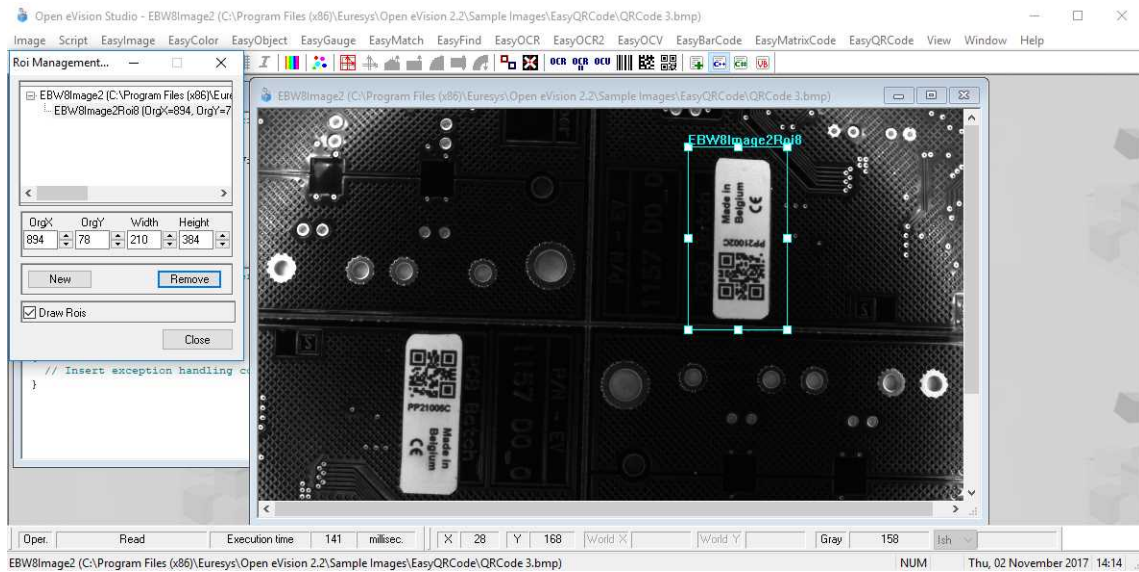 Open eVision Studio - EBW8Image2 (C:\Program Files (x86)\Euresys\Open eVision 2.2\Sample Images\EasyQRCode\QRCode 3.bmp)
Image Script EasyImage EasyColor EasyObject EasyGauge EasyMatch EasyFind EasyOCR EasyOCR2 EasyOCV EasyBarCode EasyMatrixCode EasyQRCode View Window Help
Roi Management...
EBW8Image2 (C:\Program Files (x86)\Eure
EBW8Image2Roi8 (OrgX=894, OrgY=7
OrgX OrgY Width Height
894 78 210 384
New Remove
Draw Rois
Close
// Insert exception handling co
}
EBW8Image2 (C:\Program Files (x86)\Euresys\Open eVision 2.2\Sample Images\EasyQRCode\QRCode 3.bmp)
EBW8Image2Roi8
Made in
Belgium
CE
PP21002C
PP21006C
Made in
Belgium
CE
Oper. Read Execution time 141 millisec. X 28 Y 168 World X World Y Gray 158 lsh
EBW8Image2 (C:\Program Files (x86)\Euresys\Open eVision 2.2\Sample Images\EasyQRCode\QRCode 3.bmp) NUM Thu, 02 November 2017 14:14